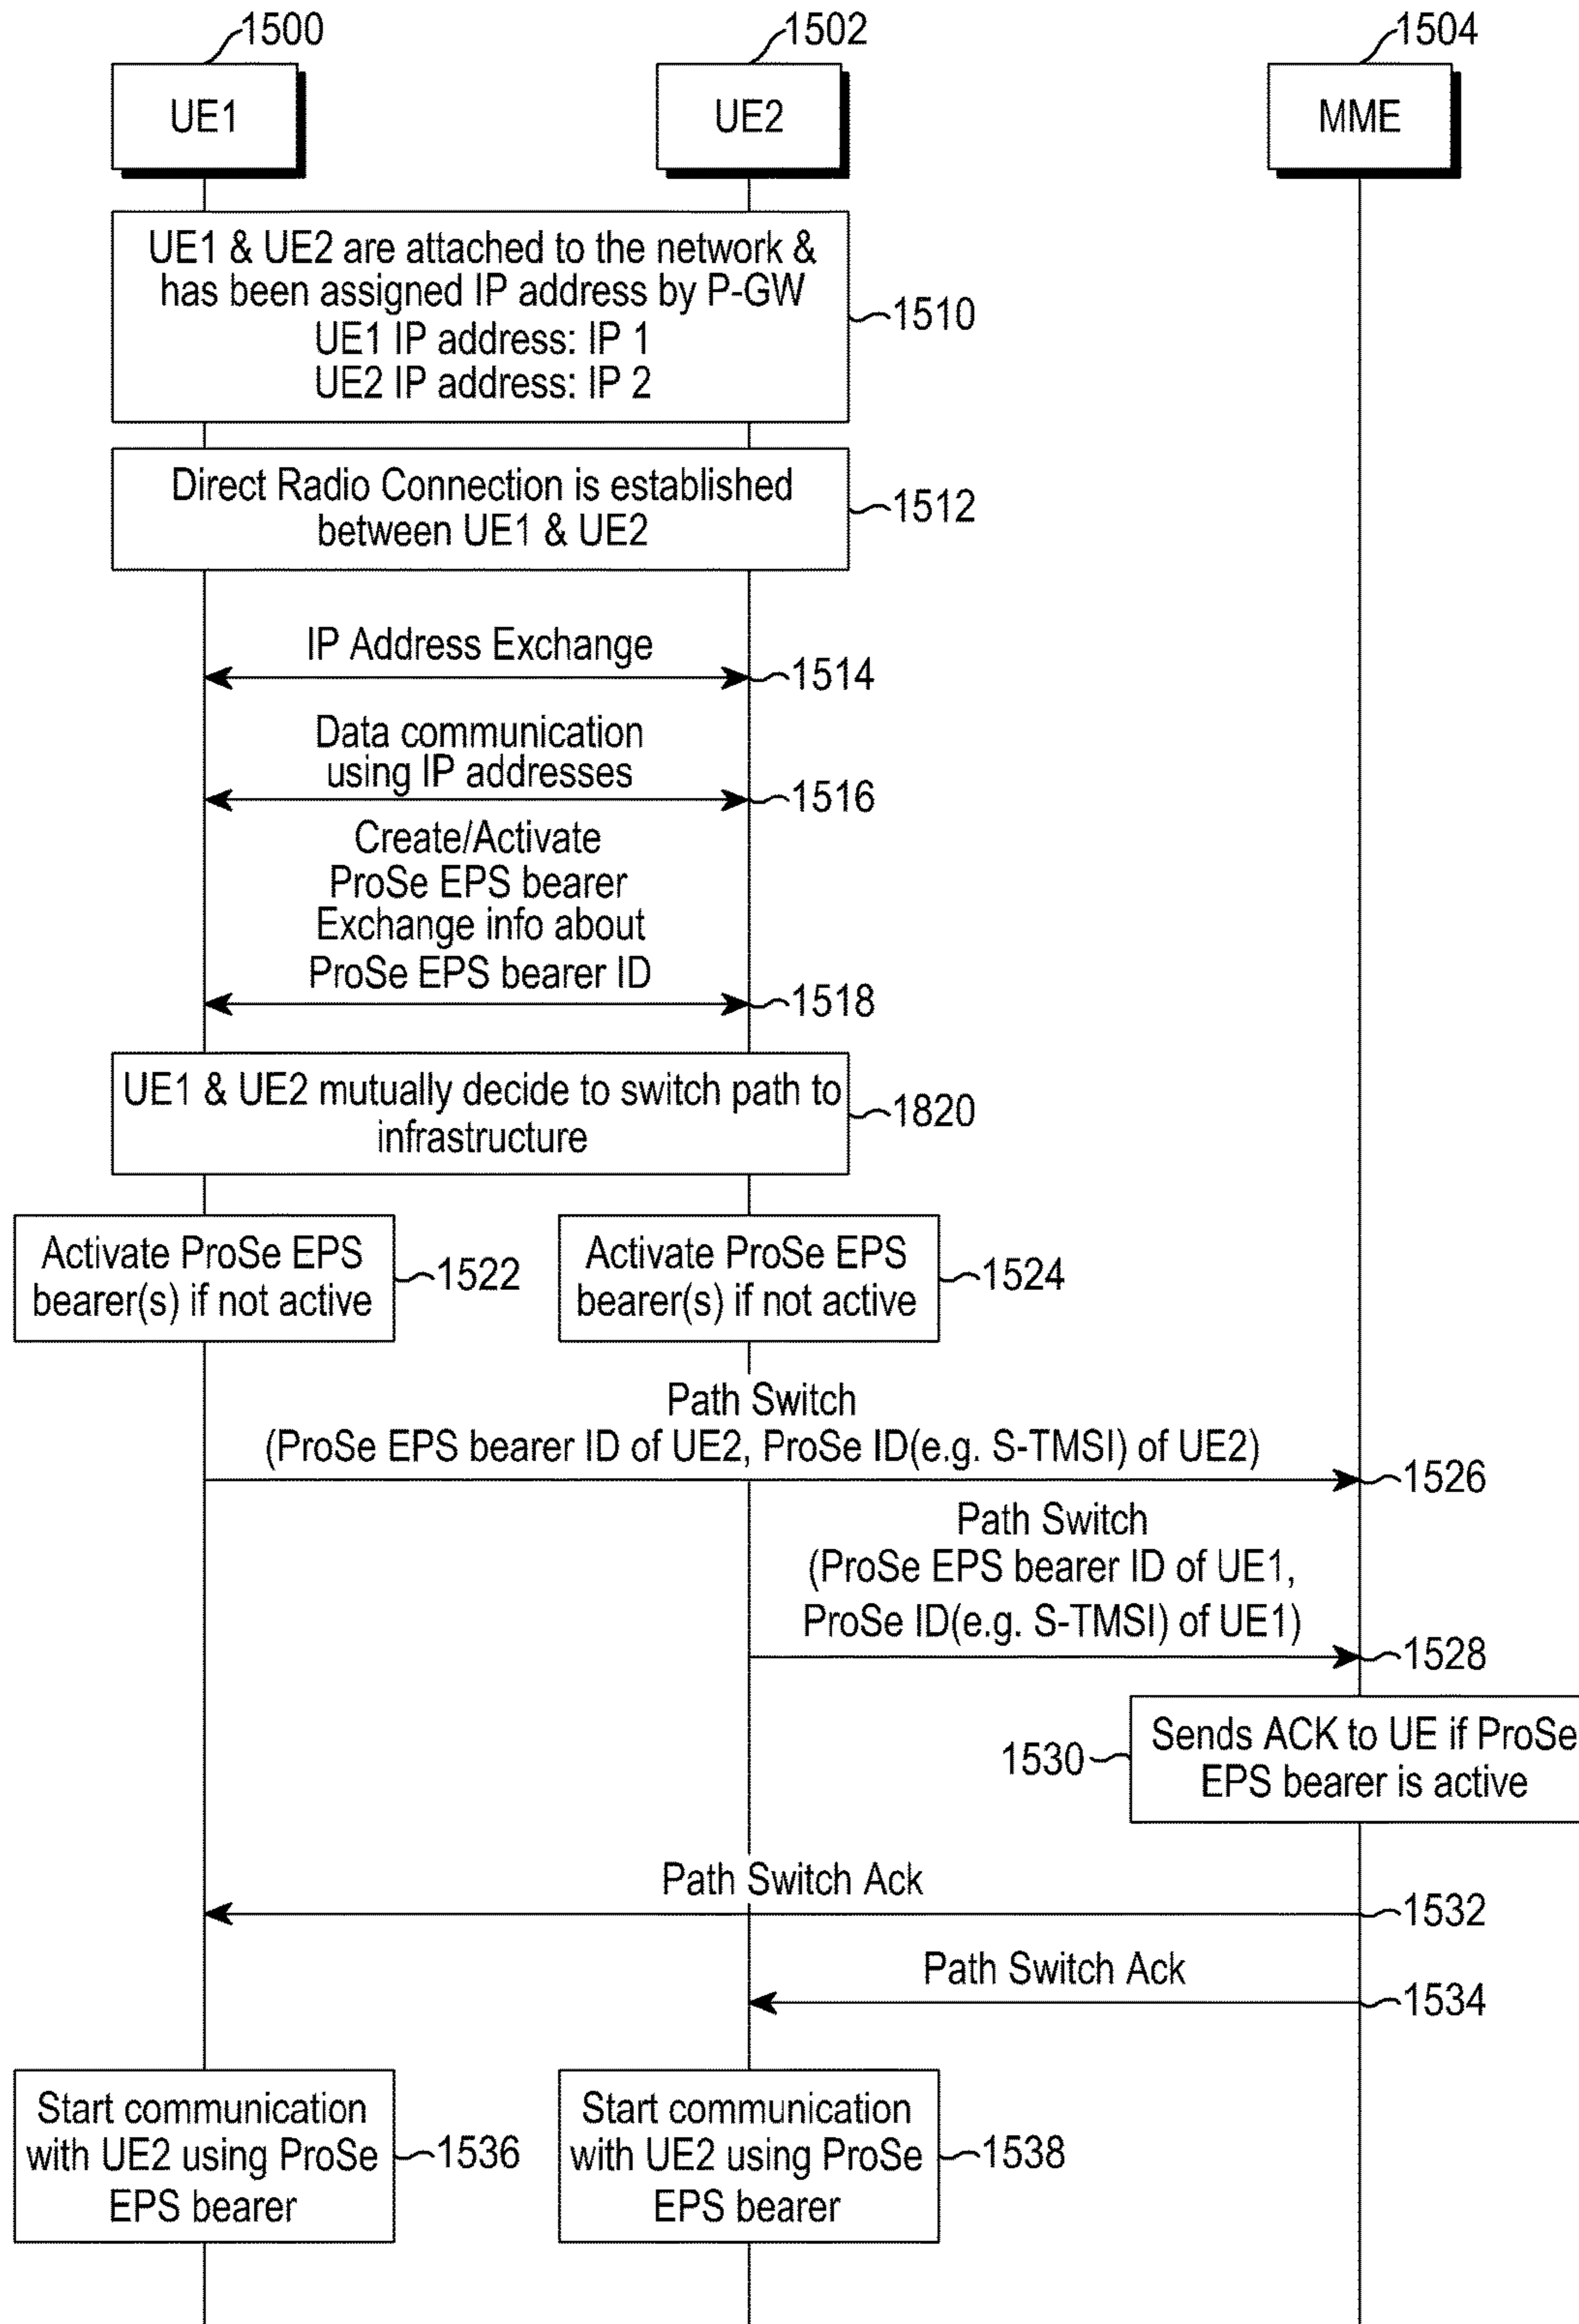 1500
1502
1504
UE1
UE2
MME
UE1 & UE2 are attached to the network &
has been assigned IP address by P-GW
UE1 IP address: IP 1
UE2 IP address: IP 2
1510
Direct Radio Connection is established
between UE1 & UE2
1512
IP Address Exchange
1514
Data communication
using IP addresses
1516
Create/Activate
ProSe EPS bearer
Exchange info about
ProSe EPS bearer ID
1518
UE1 & UE2 mutually decide to switch path to
infrastructure
1820
Activate ProSe EPS
bearer(s) if not active
1522
Activate ProSe EPS
bearer(s) if not active
1524
Path Switch
(ProSe EPS bearer ID of UE2, ProSe ID(e.g. S-TMSI) of UE2)
1526
Path Switch
(ProSe EPS bearer ID of UE1,
ProSe ID(e.g. S-TMSI) of UE1)
1528
1530
Sends ACK to UE if ProSe
EPS bearer is active
Path Switch Ack
1532
Path Switch Ack
1534
Start communication
with UE2 using ProSe
EPS bearer
1536
Start communication
with UE2 using ProSe
EPS bearer
1538